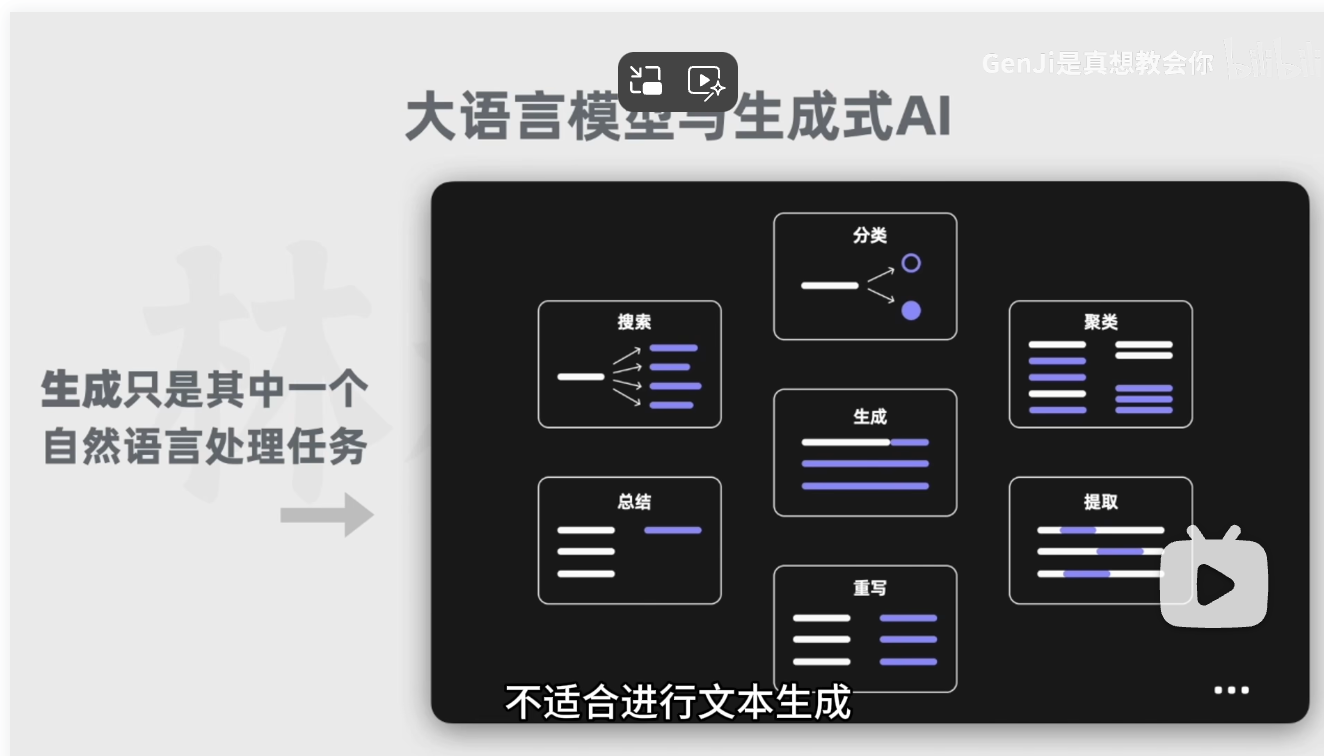 GenJi是真想教会你 bilibili
大语言模型与生成式AI
分类
搜索
聚类
生成只是其中一个
自然语言处理任务
生成
总结
提取
重写
不适合进行文本生成